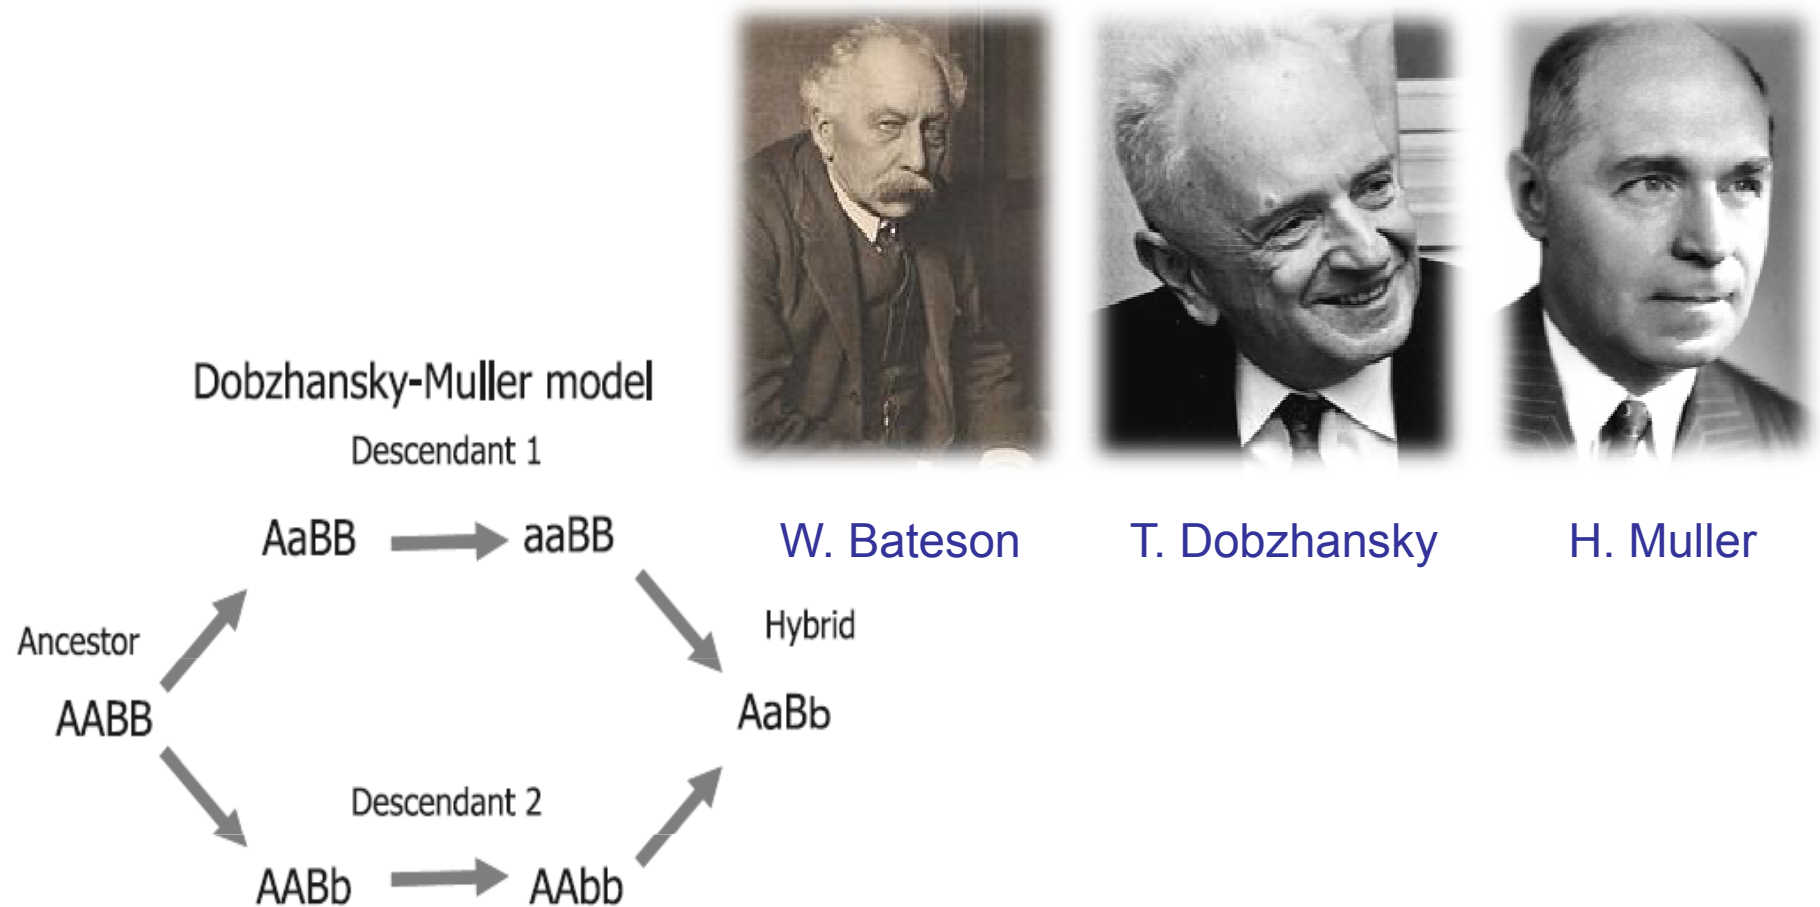 Dobzhansky-Muller model
Descendant 1
AaBB
aaBB
W. Bateson
T. Dobzhansky
H. Muller
Ancestor
Hybrid
AABB
AaBb
Descendant 2
AABb
AAbb